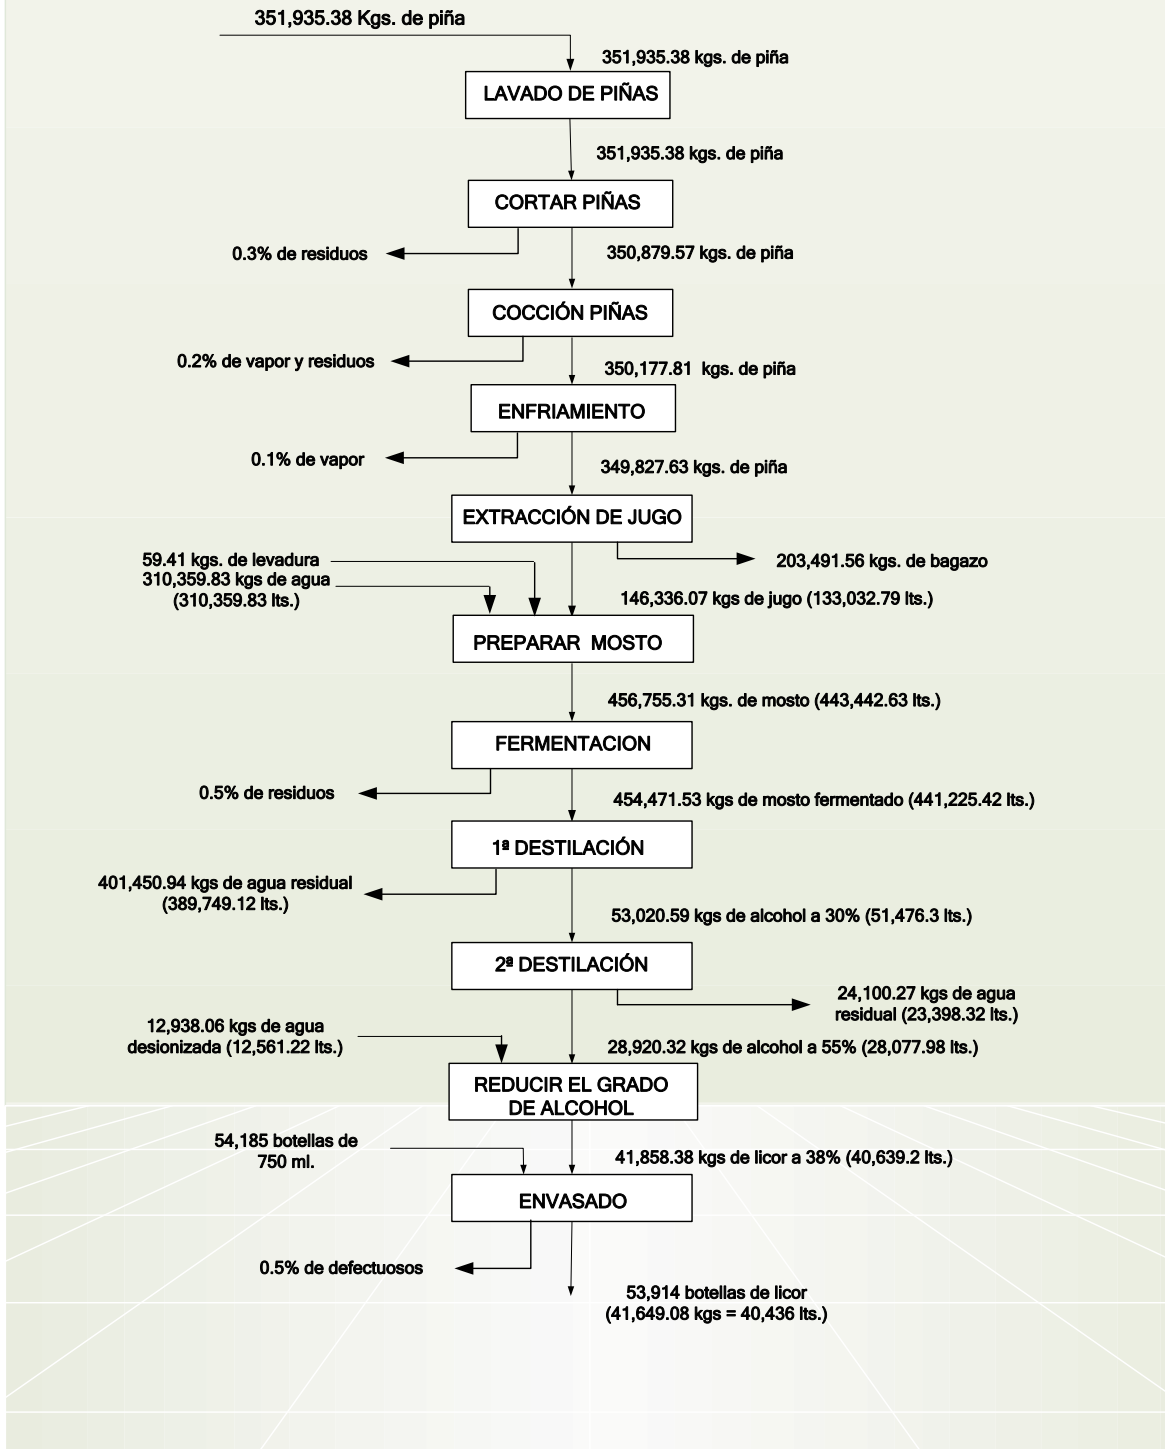 351,935.38 Kgs. de piña
351,935.38 kgs. de piña
LAVADO DE PIÑAS
351,935.38 kgs. de piña
CORTAR PIÑAS
0.3% de residuos
350,879.57 kgs. de piña
COCCIÓN PIÑAS
0.2% de vapor y residuos
350,177.81 kgs. de piña
ENFRIAMIENTO
0.1% de vapor
349,827.63 kgs. de piña
EXTRACCIÓN DE JUGO
59.41 kgs. de levadura
310,359.83 kgs de agua
(310,359.83 lts.)
203,491.56 kgs. de bagazo
146,336.07 kgs de jugo (133,032.79 lts.)
PREPARAR MOSTO
456,755.31 kgs. de mosto (443,442.63 lts.)
FERMENTACION
0.5% de residuos
454,471.53 kgs de mosto fermentado (441,225.42 lts.)
1ª DESTILACIÓN
401,450.94 kgs de agua residual
(389,749.12 lts.)
53,020.59 kgs de alcohol a 30% (51,476.3 lts.)
2ª DESTILACIÓN
24,100.27 kgs de agua
residual (23,398.32 lts.)
12,938.06 kgs de agua
desionizada (12,561.22 lts.)
28,920.32 kgs de alcohol a 55% (28,077.98 lts.)
REDUCIR EL GRADO
DE ALCOHOL
54,185 botellas de
750 ml.
41,858.38 kgs de licor a 38% (40,639.2 lts.)
ENVASADO
0.5% de defectuosos
53,914 botellas de licor
(41,649.08 kgs = 40,436 lts.)